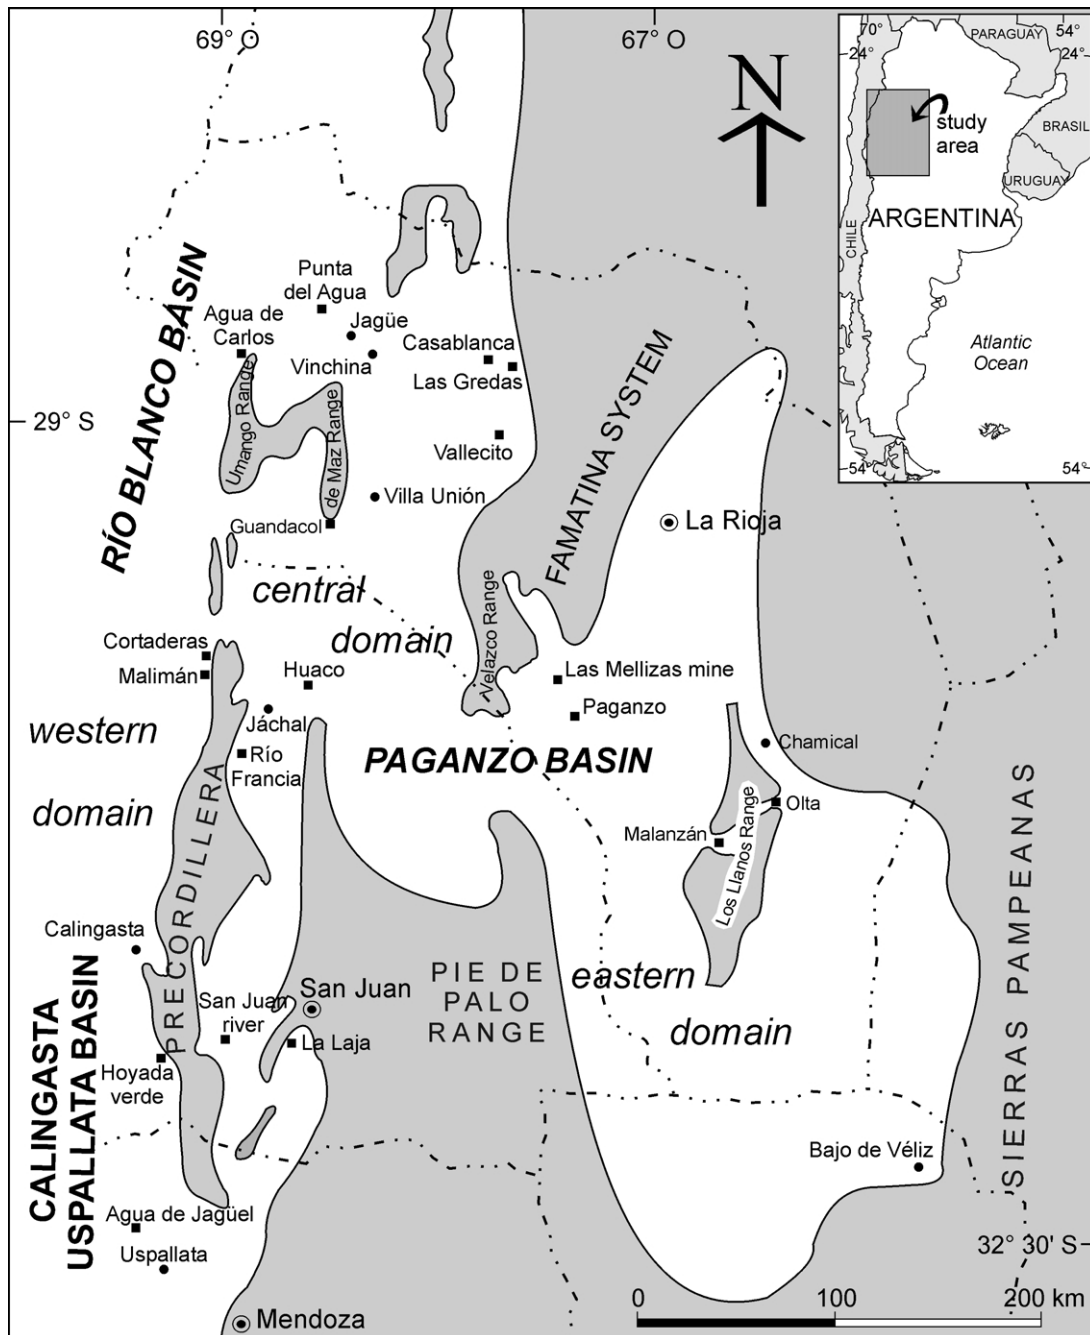 69° O
67° O
N
70°
54°
24°
24°
PARAGUAY
BRASIL
URUGUAY
study
area
CHILE
ARGENTINA
Atlantic
Ocean
54°
54°
RÍO BLANCO BASIN
Punta
del Agua
Agua de
Carlos
Jagüe
Vinchina
Casablanca
Las Gredas
29° S
Umango Range
de Maz Range
Vallecito
Villa Unión
Guandacol
FAMATINA SYSTEM
La Rioja
central
domain
Velazco Range
Cortaderas
Malimán
Huaco
Las Mellizas mine
Paganzo
Jáchal
western
domain
Río
Francia
PAGANZO BASIN
Chamical
Olta
Malanzán
Los Llanos Range
PRECORDILLERA
Calingasta
CALINGASTA
USPALLATA BASIN
San Juan
river
San Juan
La Laja
Hoyada
verde
PIE DE
PALO
RANGE
eastern
domain
SIERRAS PAMPEANAS
Bajo de Véliz
Agua de Jagüel
Uspallata
32° 30' S
Mendoza
0
100
200 km